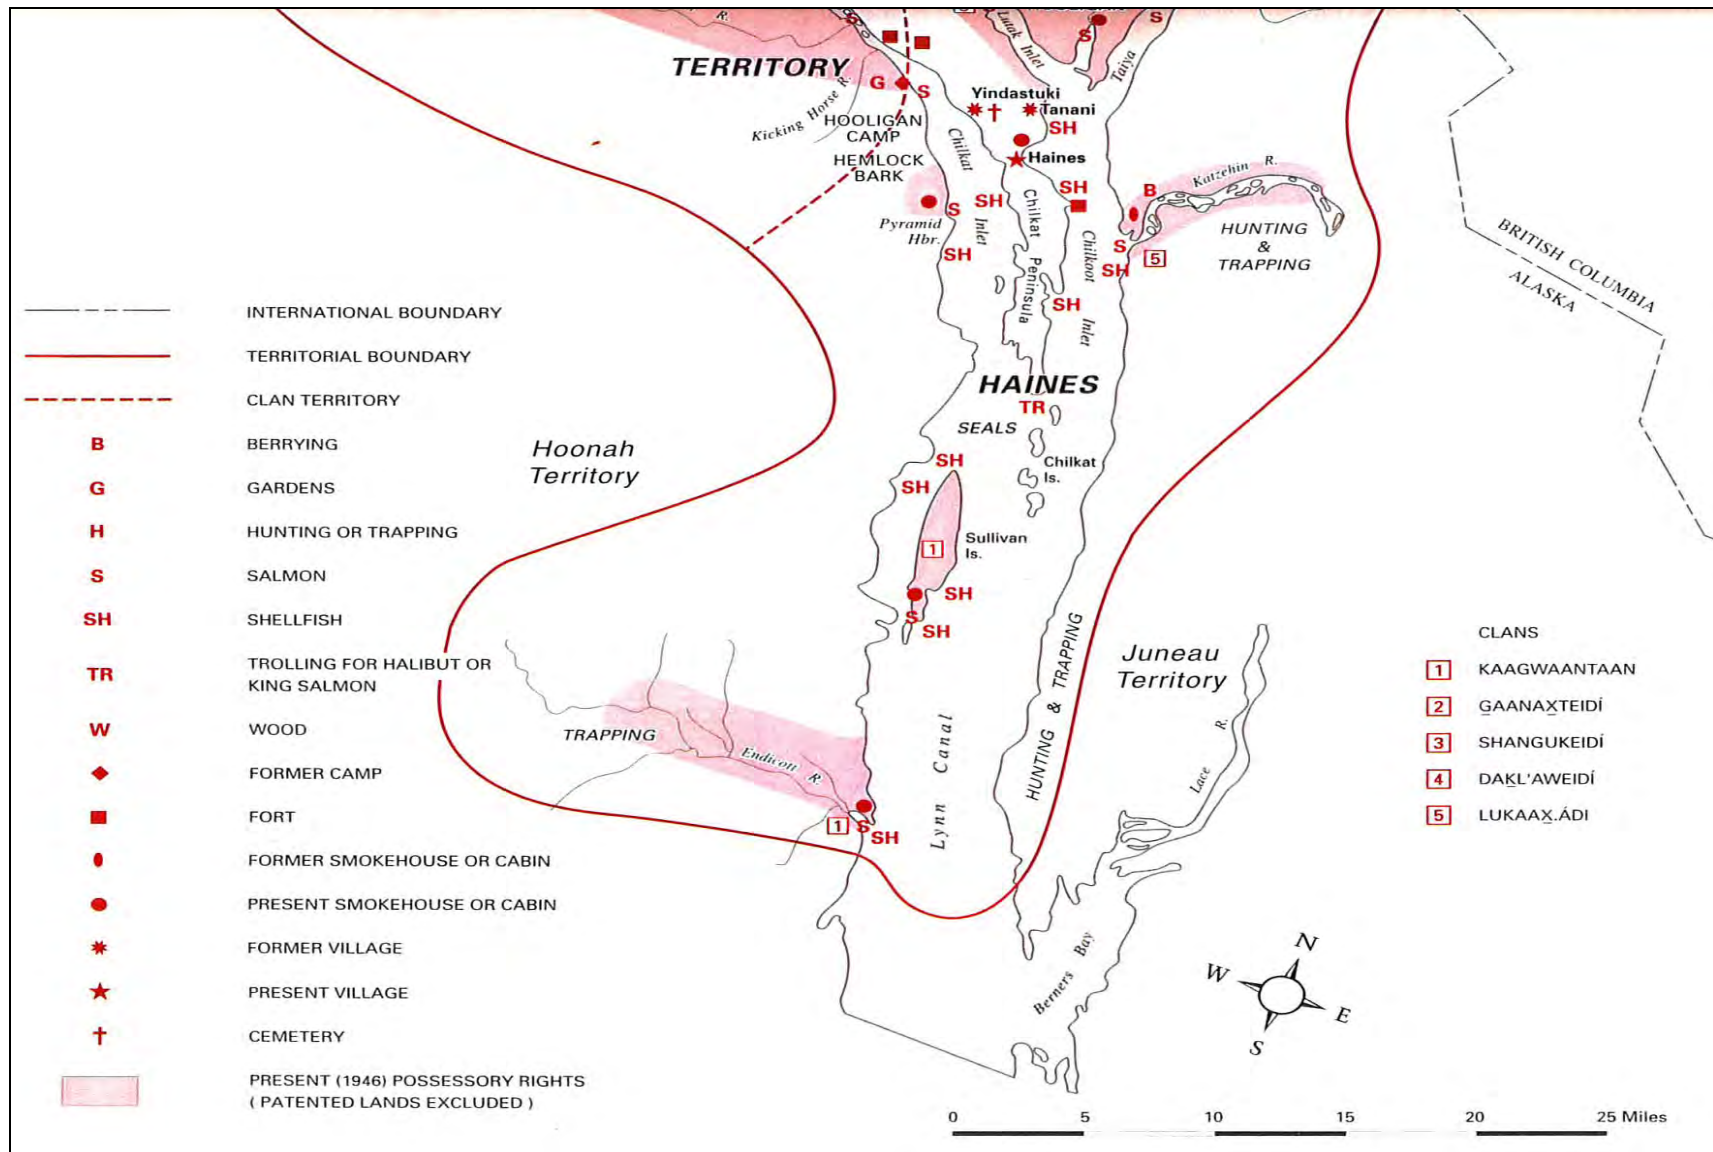 R.
S
S
S
Lutak Inlet
Taiya
TERRITORY
G
S
Kicking Horse R.
HOOLIGAN
CAMP
HEMLOCK
BARK
Yindastuki
Tanani
SH
Haines
Chilkat
Inlet
SH
SH
Chilkat Peninsula
Chilkoot
Inlet
S
Pyramid
Hbr.
SH
B
Katzehin R.
S
SH
5
HUNTING
&
TRAPPING
SH
BRITISH COLUMBIA
ALASKA
HAINES
TR
SEALS
Chilkat
Is.
Hoonah
Territory
SH
SH
1
Sullivan
Is.
SH
S
SH
HUNTING & TRAPPING
Juneau
Territory
TRAPPING
Endicott R.
1
S
SH
Lynn Canal
Lace R.
Berners Bay
INTERNATIONAL BOUNDARY
TERRITORIAL BOUNDARY
CLAN TERRITORY
B BERRYING
G GARDENS
H HUNTING OR TRAPPING
S SALMON
SH SHELLFISH
TR TROLLING FOR HALIBUT OR
KING SALMON
W WOOD
FORMER CAMP
FORT
FORMER SMOKEHOUSE OR CABIN
PRESENT SMOKEHOUSE OR CABIN
FORMER VILLAGE
PRESENT VILLAGE
CEMETERY
PRESENT (1946) POSSESSORY RIGHTS
( PATENTED LANDS EXCLUDED )
CLANS
1 KAAGWAANTAAN
2 G̲AANAX̲TEIDÍ
3 SHANGUKEIDÍ
4 DAK̲L'AWEIDÍ
5 LUKAAX̲.ÁDI
N
W
E
S
0 5 10 15 20 25 Miles